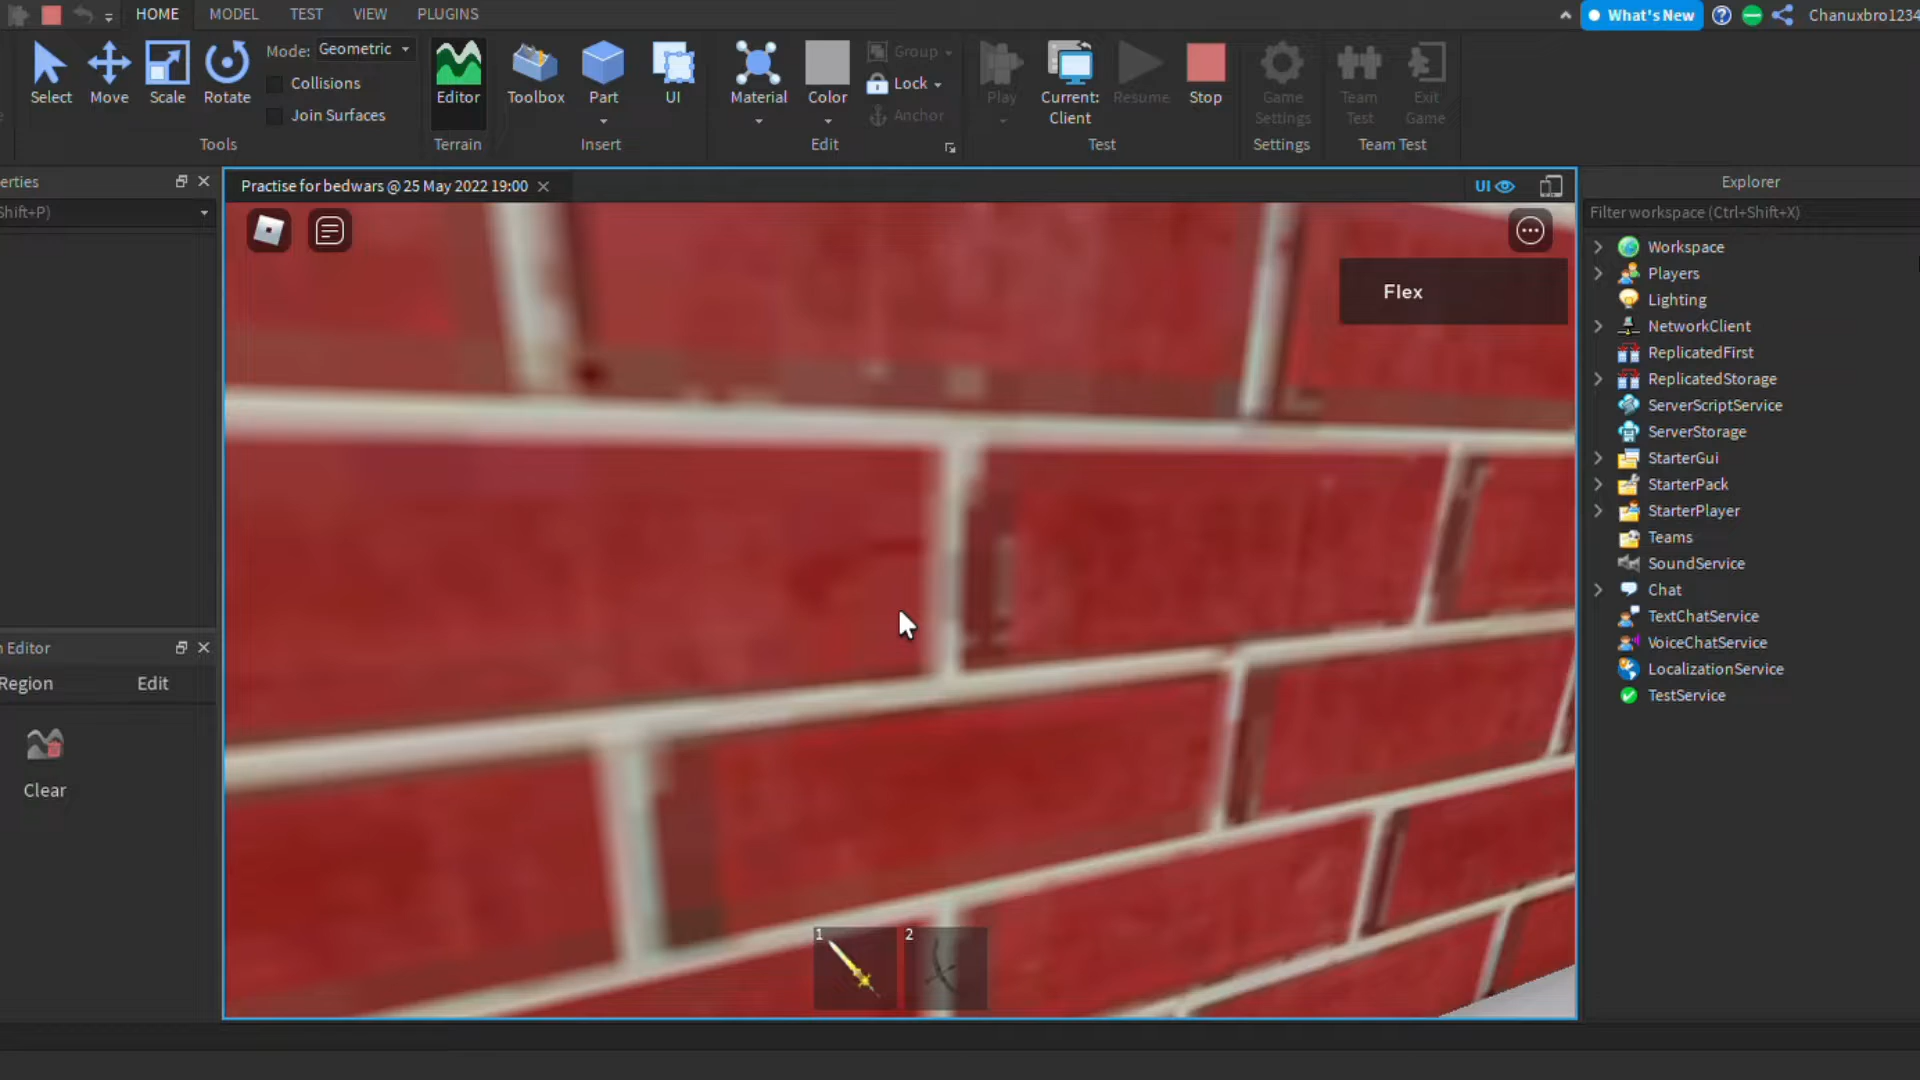 HOME MODEL TEST VIEW PLUGINS
What's New
Chanuxbro1234
Select
Move
Scale
Rotate
Mode: Geometric
Collisions
Join Surfaces
Tools
Editor
Terrain
Toolbox
Part
UI
Insert
Material
Color
Group
Lock
Anchor
Edit
Play
Current: Client
Resume
Stop
Test
Game Settings
Settings
Team Test
Exit Game
Team Test
erties
Shift+P)
Practise for bedwars @ 25 May 2022 19:00
UI
Flex
1
2
Editor
Region
Edit
Clear
Explorer
Filter workspace (Ctrl+Shift+X)
Workspace
Players
Lighting
NetworkClient
ReplicatedFirst
ReplicatedStorage
ServerScriptService
ServerStorage
StarterGui
StarterPack
StarterPlayer
Teams
SoundService
Chat
TextChatService
VoiceChatService
LocalizationService
TestService